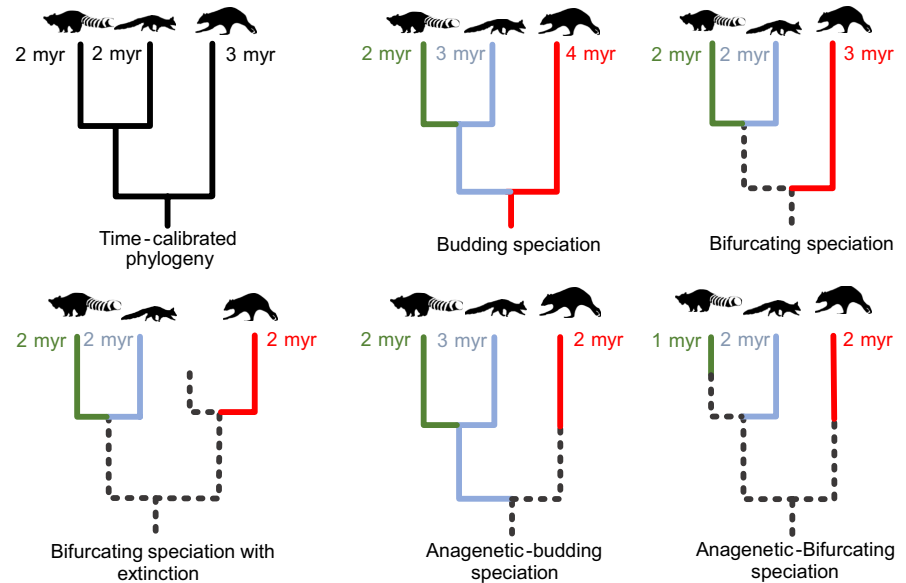 2 myr 2 myr 3 myr
Time-calibrated
phylogeny
2 myr 3 myr 4 myr
Budding speciation
2 myr 2 myr 3 myr
Bifurcating speciation
2 myr 2 myr 2 myr
Bifurcating speciation with
extinction
2 myr 3 myr 2 myr
Anagenetic-budding
speciation
1 myr 2 myr 2 myr
Anagenetic-Bifurcating
speciation